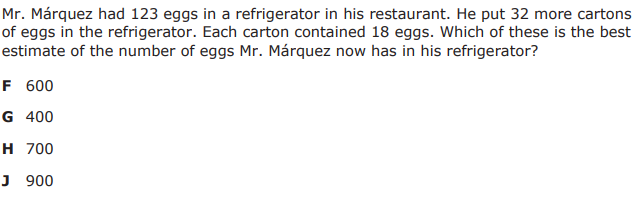 Mr. Márquez had 123 eggs in a refrigerator in his restaurant. He put 32 more cartons
of eggs in the refrigerator. Each carton contained 18 eggs. Which of these is the best
estimate of the number of eggs Mr. Márquez now has in his refrigerator?
F 600
G 400
H 700
J 900